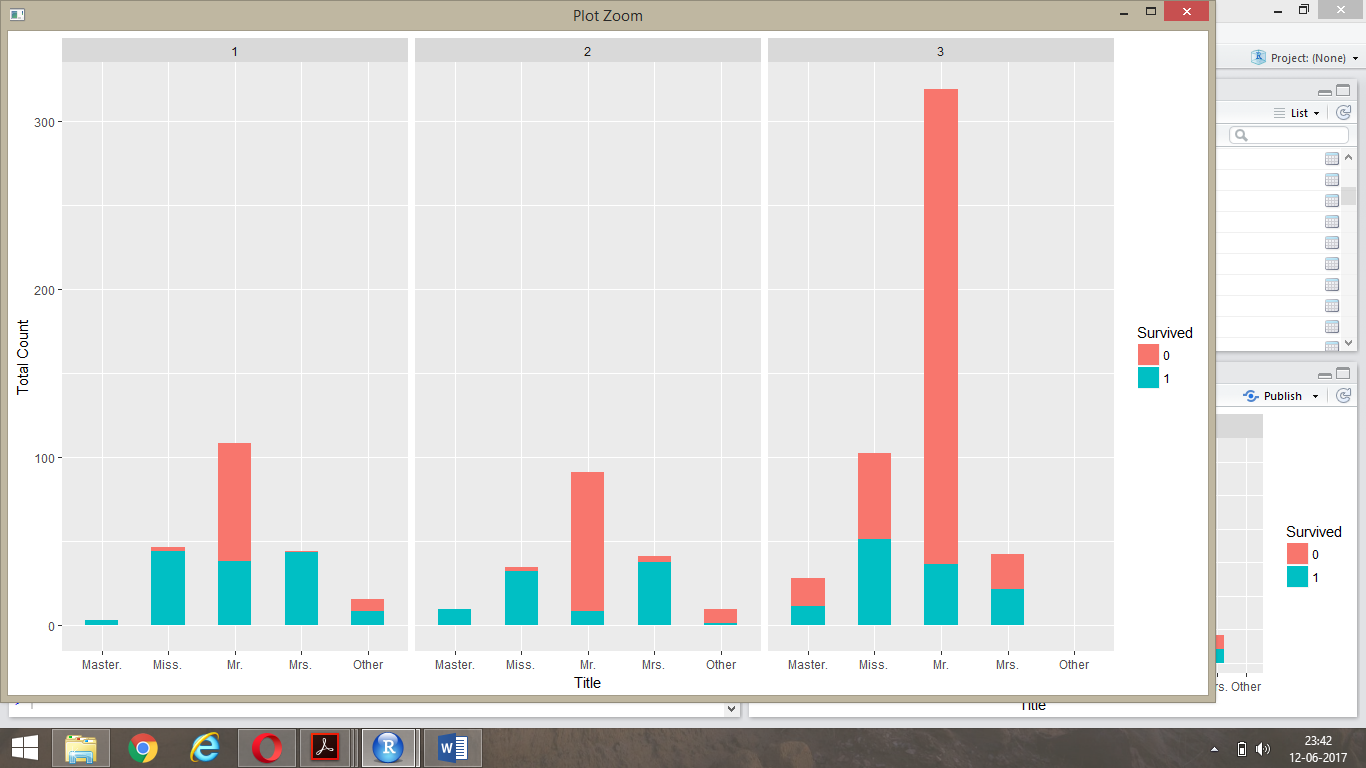 Plot Zoom
Project: (None)
List
1 2 3
300
200
100
0
Total Count
Master. Miss. Mr. Mrs. Other Master. Miss. Mr. Mrs. Other Master. Miss. Mr. Mrs. Other
Title
Survived
0
1
Publish
Survived
0
1
rs. Other
Title
23:42
12-06-2017